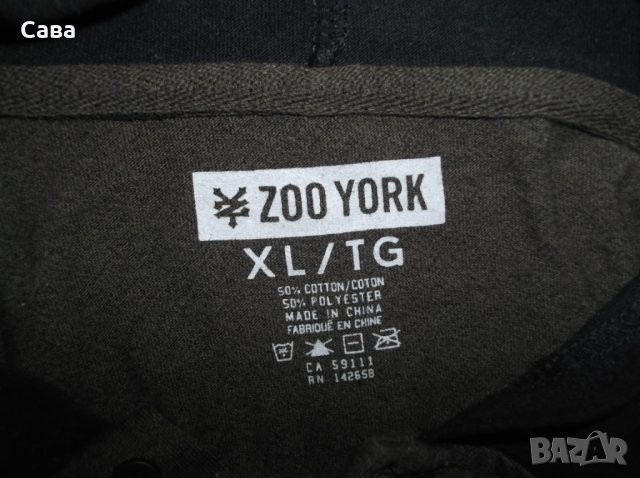 Сава
ZOO YORK
XL/TG
50% COTTON/COTON
50% POLYESTER
MADE IN CHINA
FABRIQUÉ EN CHINE
CA 59111
RN 142658
BAZAR